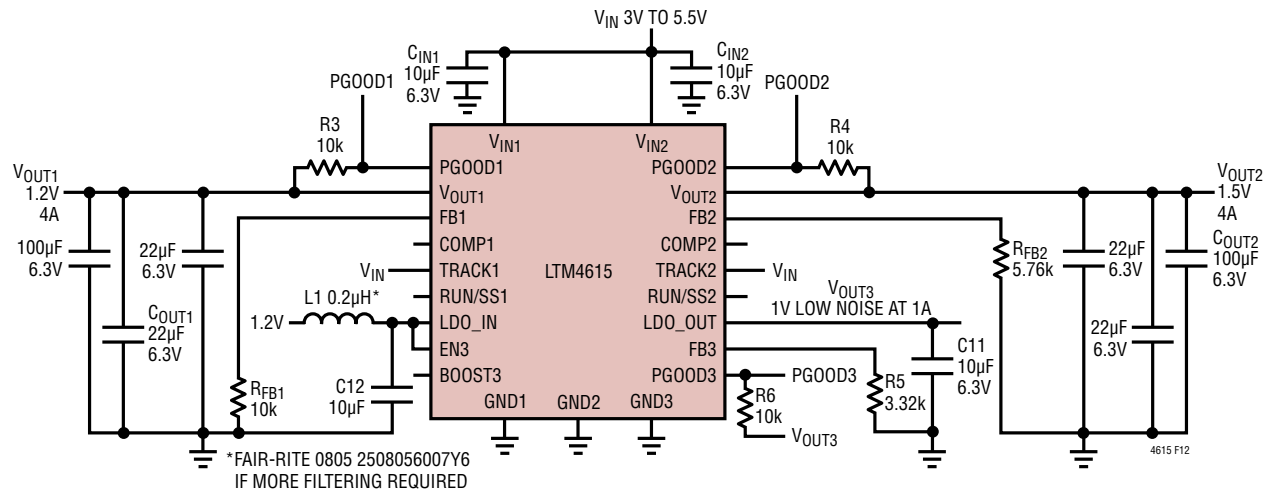 VIN 3V TO 5.5V
CIN1
10µF
6.3V
CIN2
10µF
6.3V
PGOOD1
PGOOD2
R3
10k
R4
10k
VIN1
VIN2
VOUT1
1.2V
4A
VOUT2
1.5V
4A
PGOOD1
VOUT1
FB1
COMP1
TRACK1
RUN/SS1
LDO_IN
EN3
BOOST3
LTM4615
PGOOD2
VOUT2
FB2
COMP2
TRACK2
RUN/SS2
LDO_OUT
FB3
PGOOD3
GND1
GND2
GND3
100µF
6.3V
22µF
6.3V
COUT1
22µF
6.3V
VIN
L1 0.2µH*
1.2V
RFB1
10k
C12
10µF
VIN
VOUT3
1V LOW NOISE AT 1A
RFB2
5.76k
22µF
6.3V
COUT2
100µF
6.3V
22µF
6.3V
C11
10µF
6.3V
R5
3.32k
PGOOD3
R6
10k
VOUT3
*FAIR-RITE 0805 2508056007Y6
IF MORE FILTERING REQUIRED
4615 F12